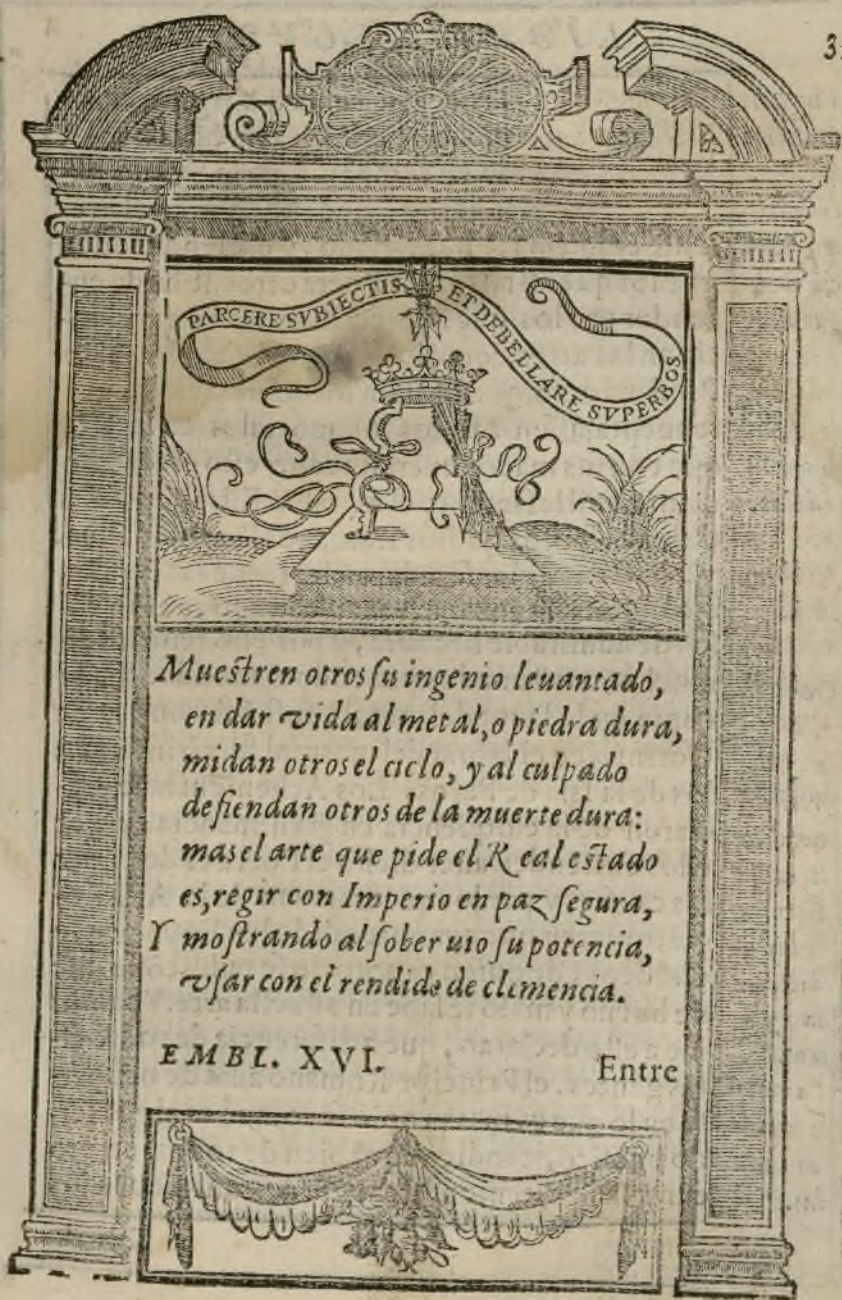 PARCERE SVBIECTIS ET DEBELLARE SVPERBOS
Mueſtren otros ſu ingenio leuantado,
en dar vida al metal, o piedra dura,
midan otros el cielo, y al culpado
defiendan otros de la muerte dura:
mas el arte que pide el Real eſtado
es, regir con Imperio en paz ſegura,
Y moſtrando al ſoberuio ſu potencia,
vſar con el rendido de clemencia.
EMBL. XVI.
Entre